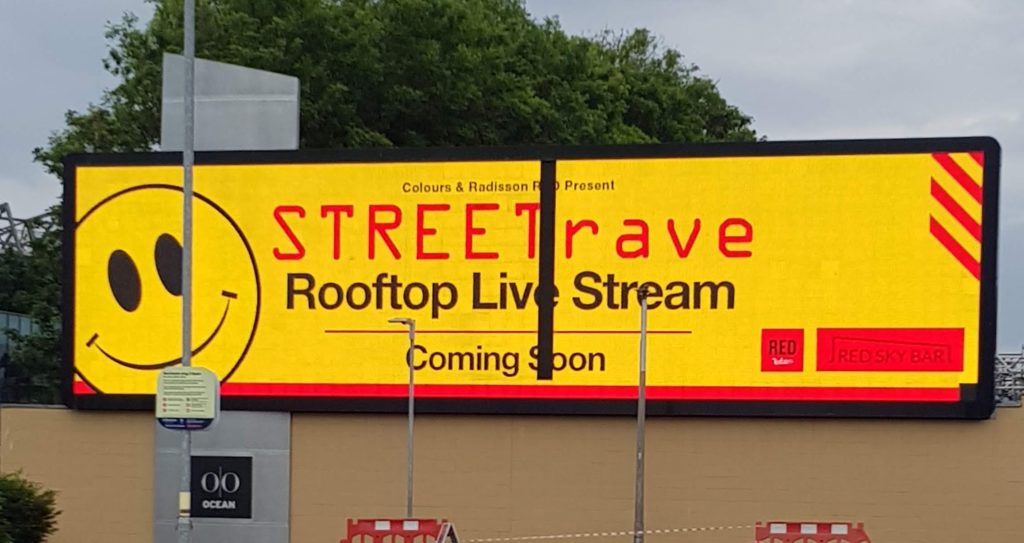 Colours & Radisson RED Present
STREETrave
Rooftop Live Stream
Coming Soon
RED
RED SKY BAR
O|O
OCEAN